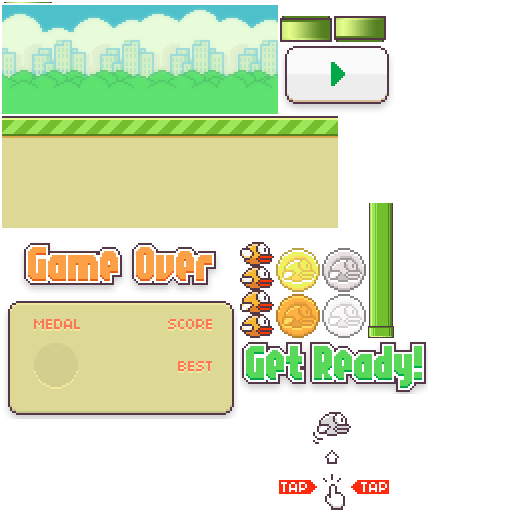 Game Over
MEDAL SCORE
BEST
Get Ready!
TAP TAP